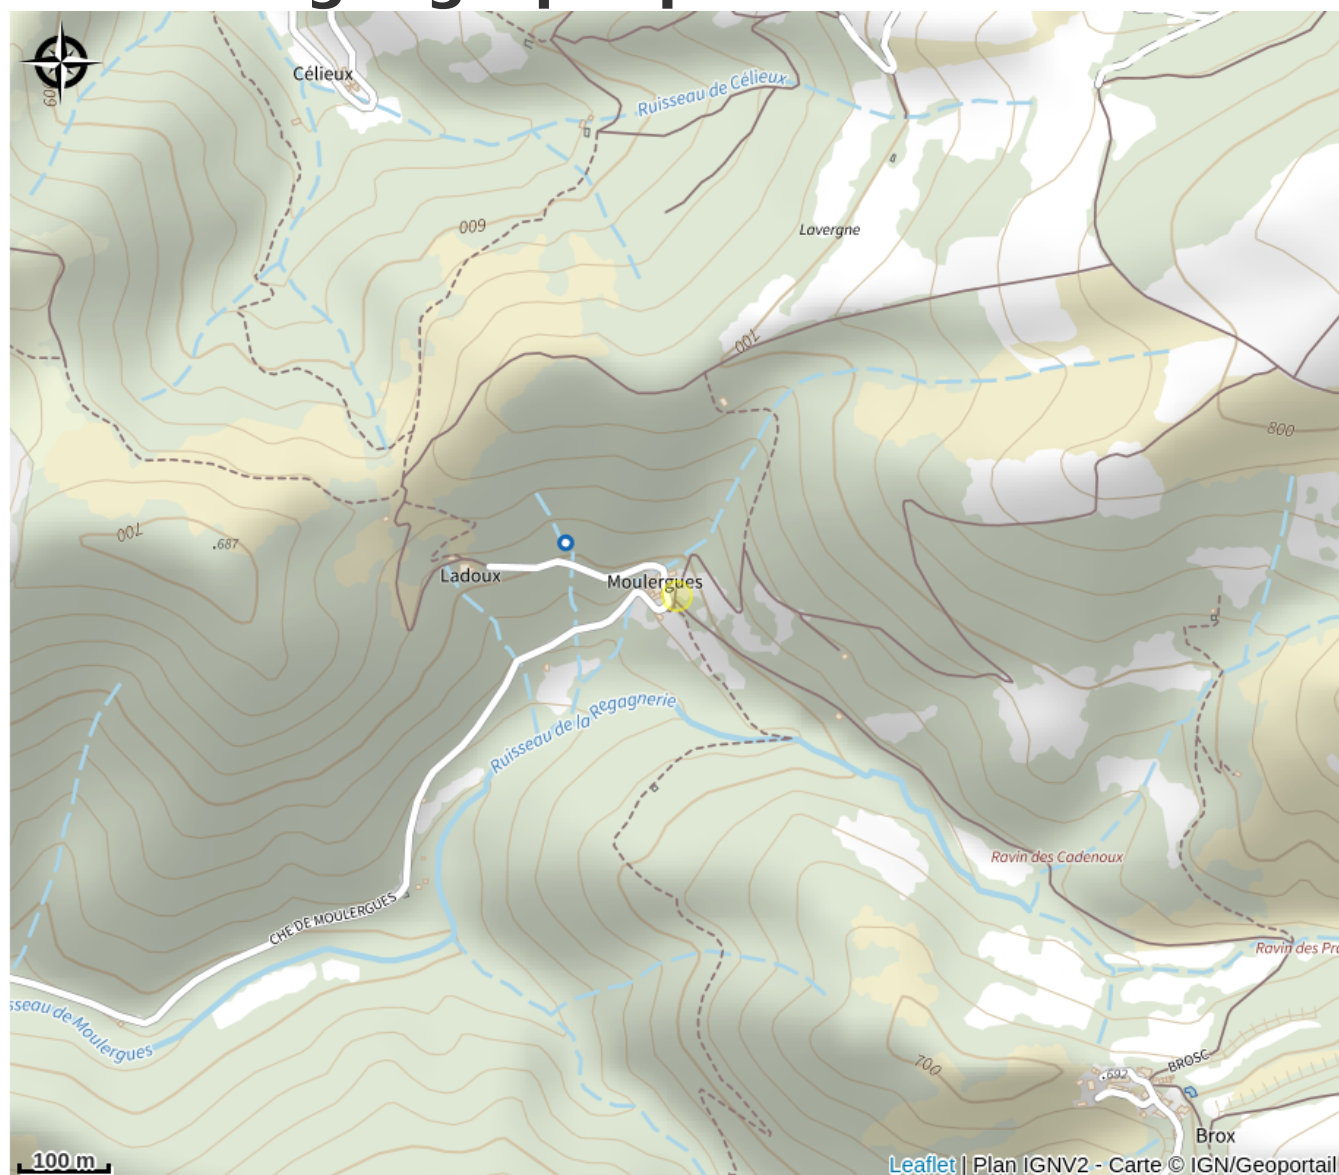 Célieux
Ruisseau de Célieux
600
600
Lavergne
700
800
700
.687
Ladoux
Moulergues
Ruisseau de la Regagnerie
Ravin des Cadenoux
CHE DE MOULERGUES
Ravin des Pra
sseau de Moulergues
700
.692
BROSC
Brox
100 m
Leaflet | Plan IGNV2 - Carte © IGN/Geoportail